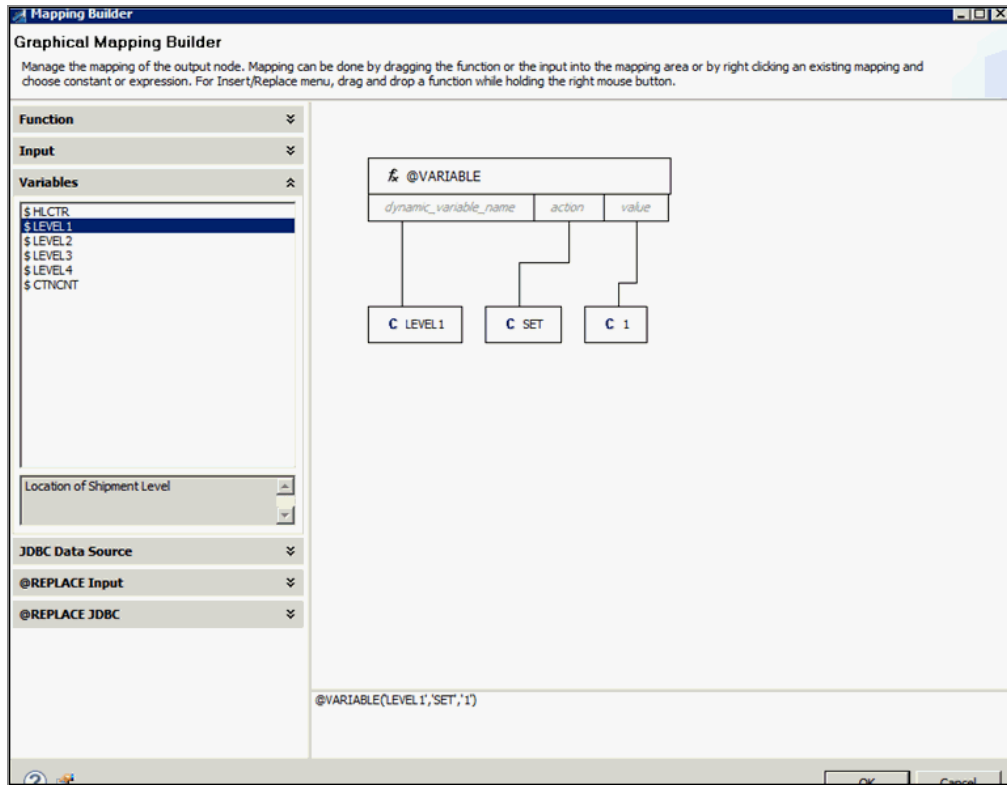 Mapping Builder
Graphical Mapping Builder
Manage the mapping of the output node. Mapping can be done by dragging the function or the input into the mapping area or by right clicking an existing mapping and
choose constant or expression. For Insert/Replace menu, drag and drop a function while holding the right mouse button.
Function
Input
Variables
$ HLCTR
$ LEVEL1
$ LEVEL2
$ LEVEL3
$ LEVEL4
$ CTNCNT
Location of Shipment Level
JDBC Data Source
@REPLACE Input
@REPLACE JDBC
fx @VARIABLE
dynamic_variable_name action value
C LEVEL1 C SET C 1
@VARIABLE('LEVEL1','SET','1')
OK Cancel